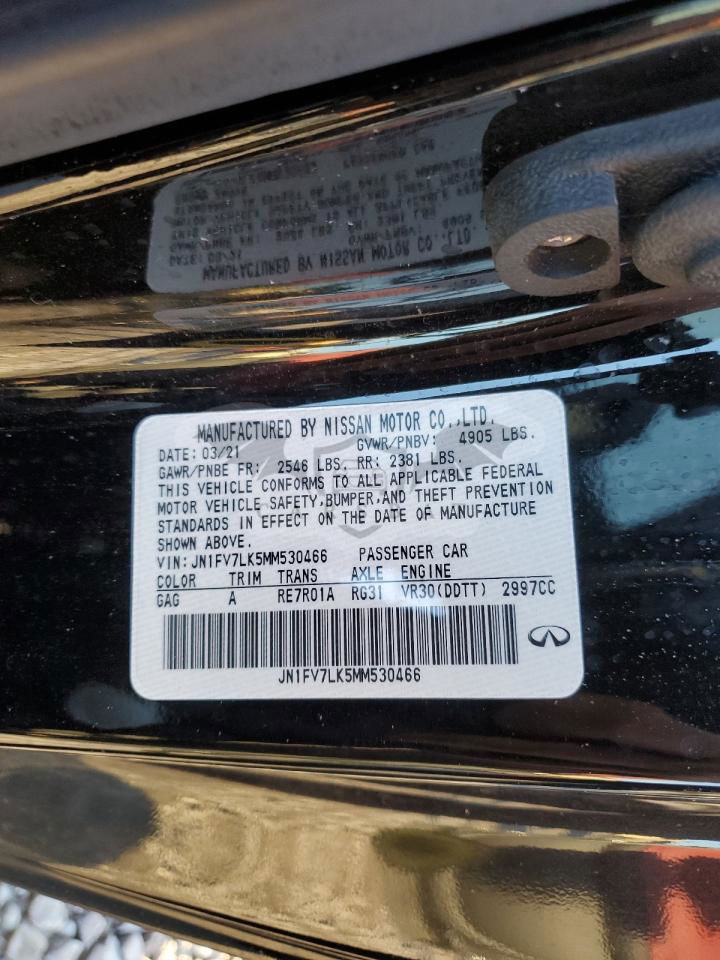 MANUFACTURED BY NISSAN MOTOR CO.,LTD.
DATE: 03/21 GVWR/PNBV: 4905 LBS.
GAWR/PNBE FR: 2546 LBS. RR: 2381 LBS.
THIS VEHICLE CONFORMS TO ALL APPLICABLE FEDERAL
MOTOR VEHICLE SAFETY,BUMPER,AND THEFT PREVENTION
STANDARDS IN EFFECT ON THE DATE OF MANUFACTURE
SHOWN ABOVE.
VIN:JN1FV7LK5MM530466 PASSENGER CAR
COLOR TRIM TRANS AXLE ENGINE
GAG A RE7R01A RG31 VR30(DDTT) 2997CC
JN1FV7LK5MM530466